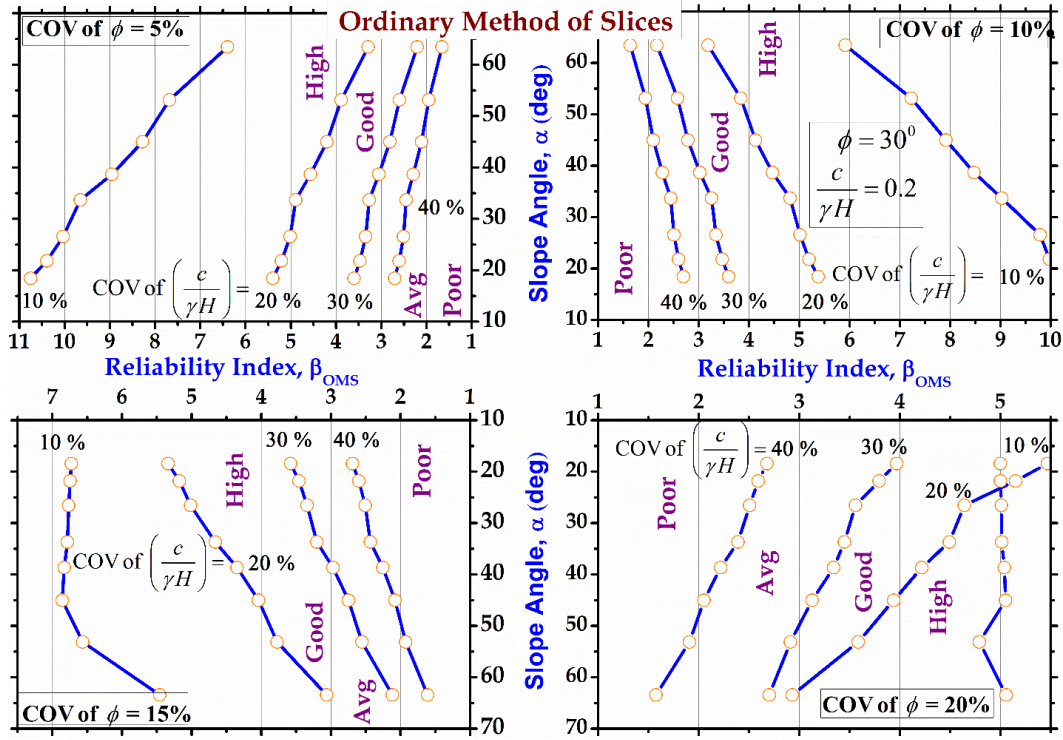 Ordinary Method of Slices
COV of ϕ = 5%
High
Good
Avg
Poor
40 %
COV of (c/γH) =
10 %
20 %
30 %
60
50
40
30
20
10
11 10 9 8 7 6 5 4 3 2 1
Reliability Index, β_OMS
Slope Angle, α (deg)
COV of ϕ = 10%
High
Good
Poor
ϕ = 30⁰
c/γH = 0.2
COV of (c/γH) =
10 %
40 %
30 %
20 %
60
50
40
30
20
10
1 2 3 4 5 6 7 8 9 10
Reliability Index, β_OMS
7 6 5 4 3 2 1
10 %
30 %
40 %
High
Poor
COV of (c/γH) =
20 %
Good
Avg
COV of ϕ = 15%
10
20
30
40
50
60
70
Slope Angle, α (deg)
1 2 3 4 5
COV of (c/γH) = 40 %
30 %
10 %
20 %
Poor
Avg
Good
High
COV of ϕ = 20%
10
20
30
40
50
60
70